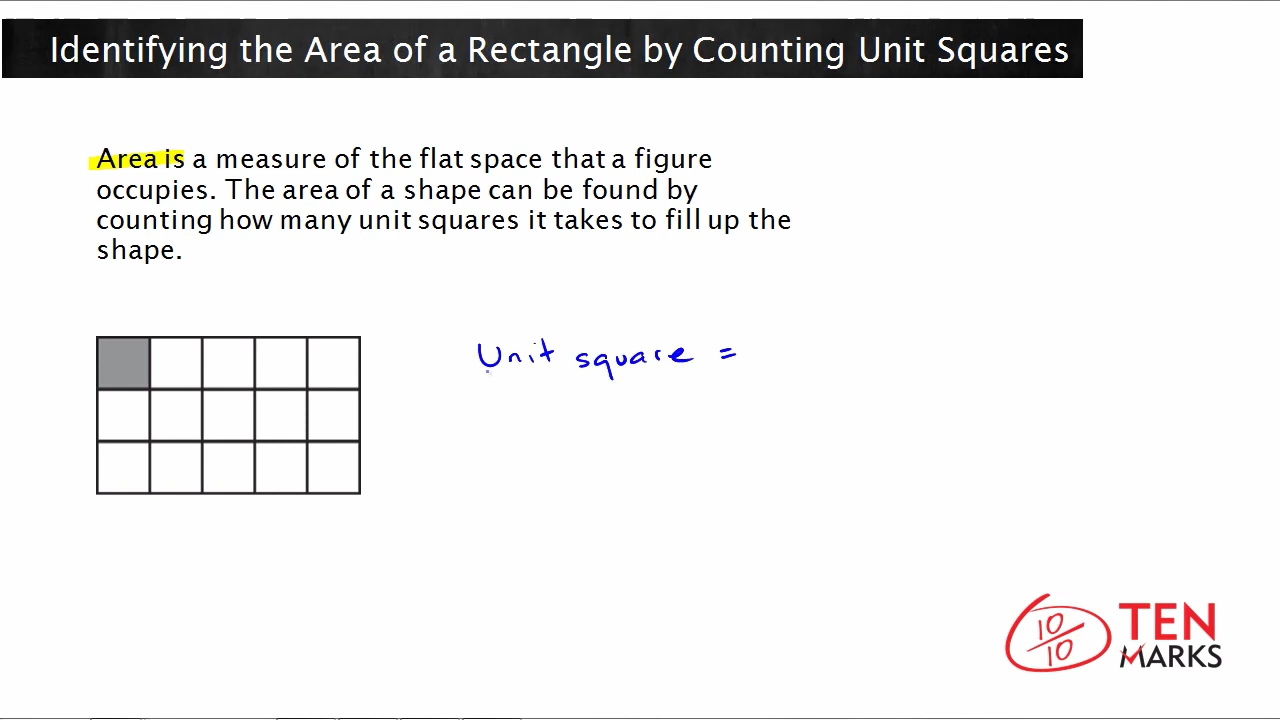 Identifying the Area of a Rectangle by Counting Unit Squares
Area is a measure of the flat space that a figure
occupies. The area of a shape can be found by
counting how many unit squares it takes to fill up the
shape.
Unit square =
10/10
TEN
MARKS